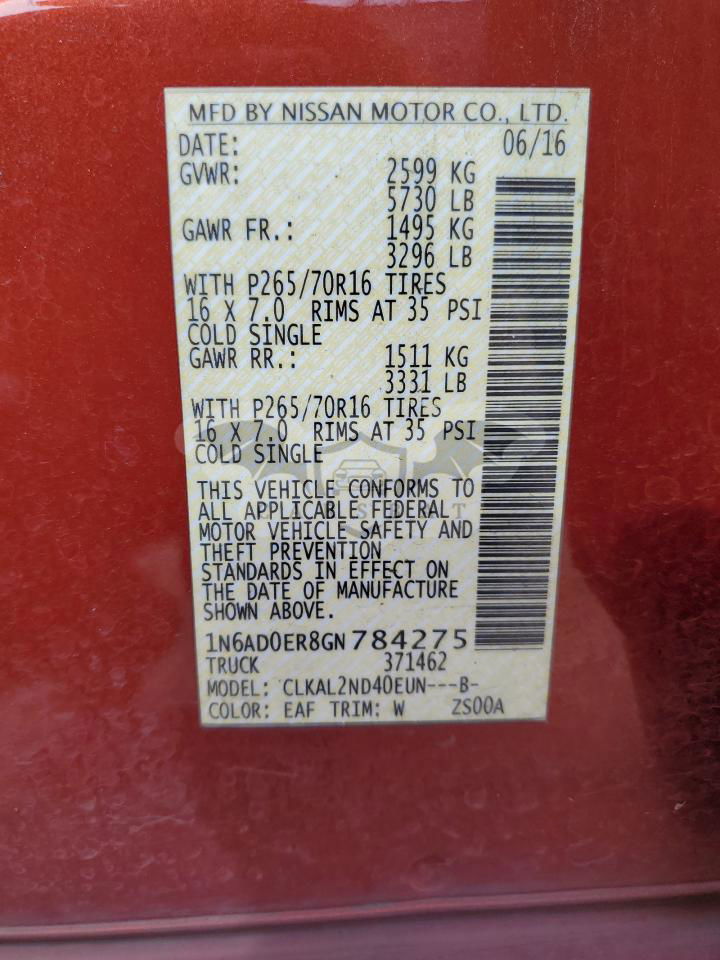 MFD BY NISSAN MOTOR CO., LTD.
DATE: 06/16
GVWR: 2599 KG
5730 LB
GAWR FR.: 1495 KG
3296 LB
WITH P265/70R16 TIRES
16 X 7.0 RIMS AT 35 PSI
COLD SINGLE
GAWR RR.: 1511 KG
3331 LB
WITH P265/70R16 TIRES
16 X 7.0 RIMS AT 35 PSI
COLD SINGLE
THIS VEHICLE CONFORMS TO
ALL APPLICABLE FEDERAL
MOTOR VEHICLE SAFETY AND
THEFT PREVENTION
STANDARDS IN EFFECT ON
THE DATE OF MANUFACTURE
SHOWN ABOVE.
1N6AD0ER8GN784275
TRUCK 371462
MODEL: CLKAL2ND40EUN---B-
COLOR: EAF TRIM: W ZS00A